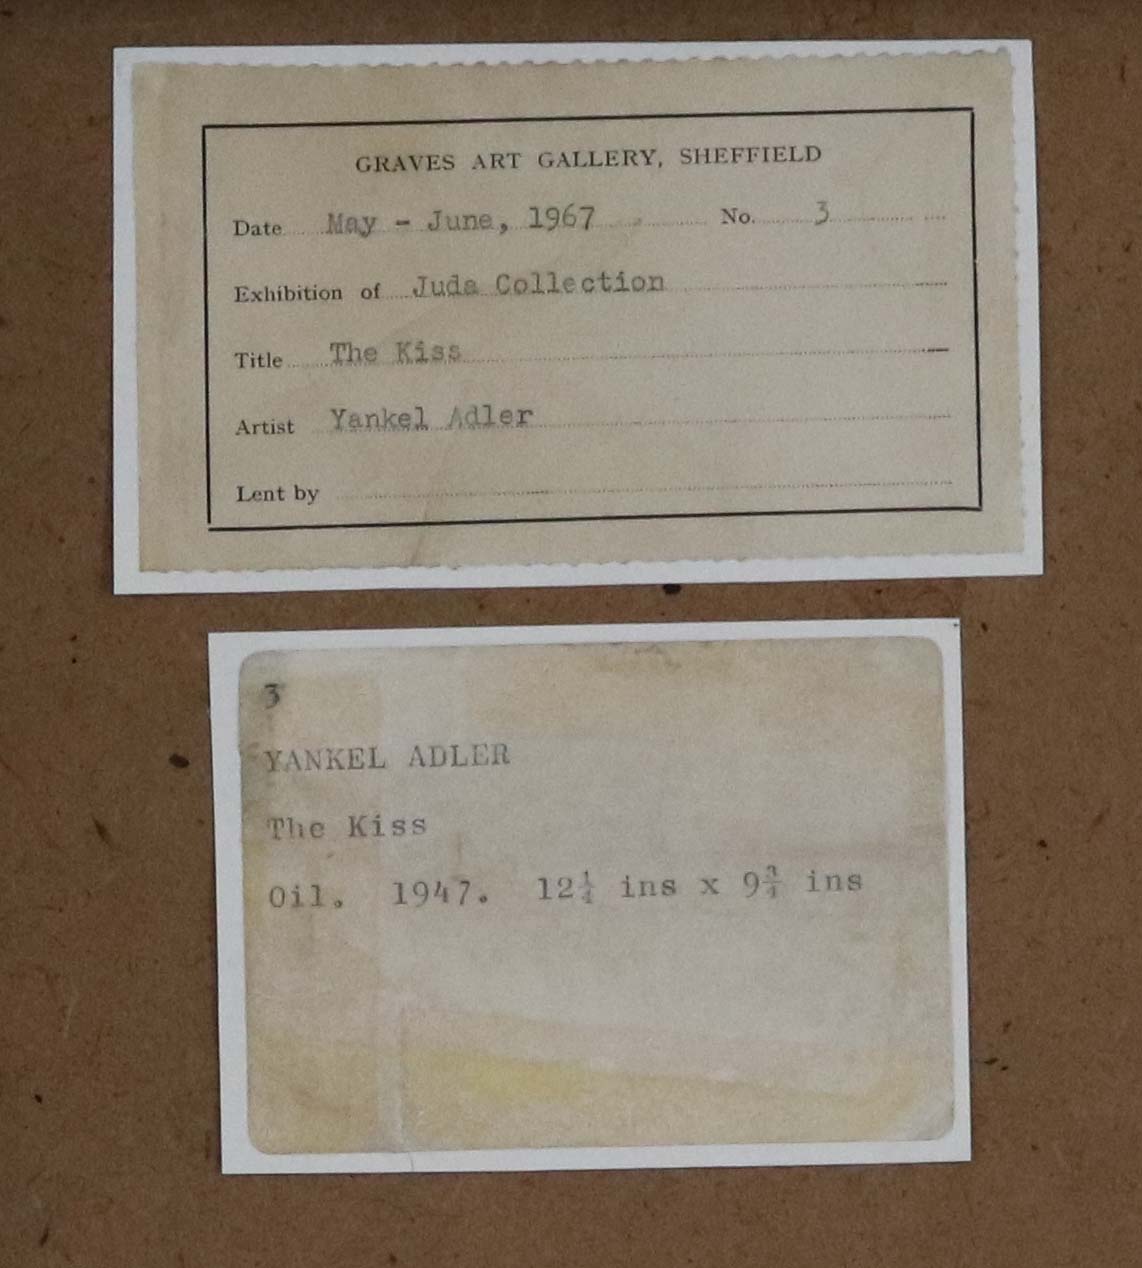 GRAVES ART GALLERY, SHEFFIELD
Date May - June, 1967 No. 3
Exhibition of Juda Collection
Title The Kiss
Artist Yankel Adler
Lent by
3
YANKEL ADLER
The Kiss
Oil. 1947. 12¼ ins x 9¾ ins